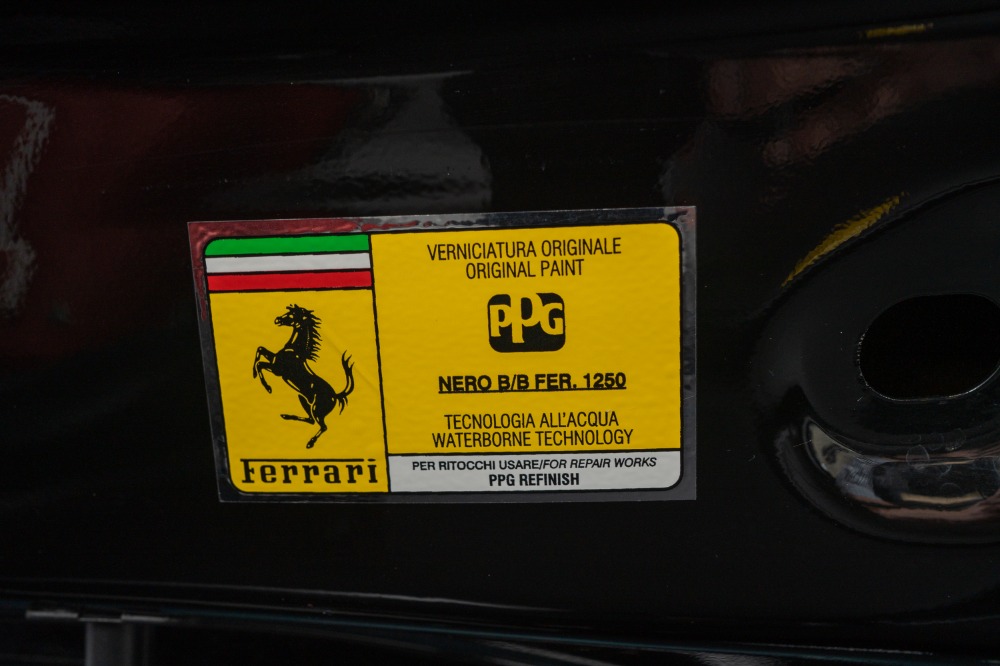 Ferrari
VERNICIATURA ORIGINALE
ORIGINAL PAINT
PPG
NERO B/B FER. 1250
TECNOLOGIA ALL'ACQUA
WATERBORNE TECHNOLOGY
PER RITOCCHI USARE/FOR REPAIR WORKS
PPG REFINISH